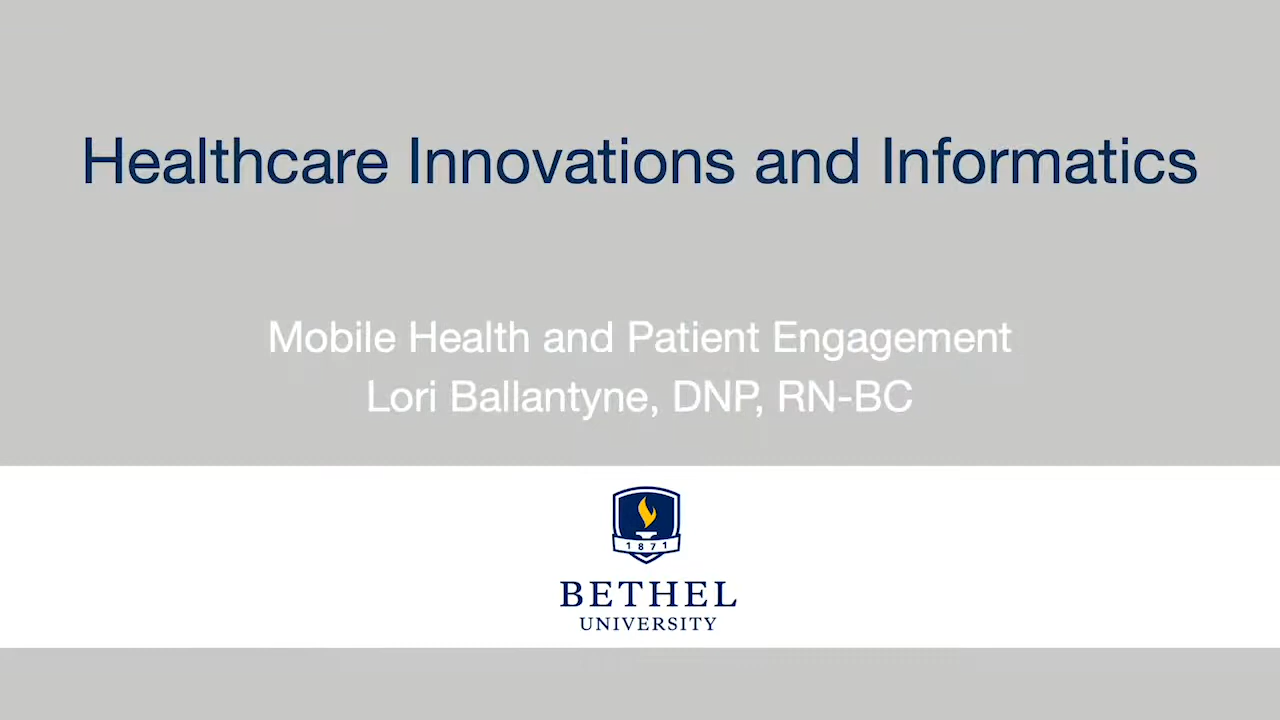 Healthcare Innovations and Informatics
Mobile Health and Patient Engagement
Lori Ballantyne, DNP, RN-BC
1871
BETHEL
UNIVERSITY